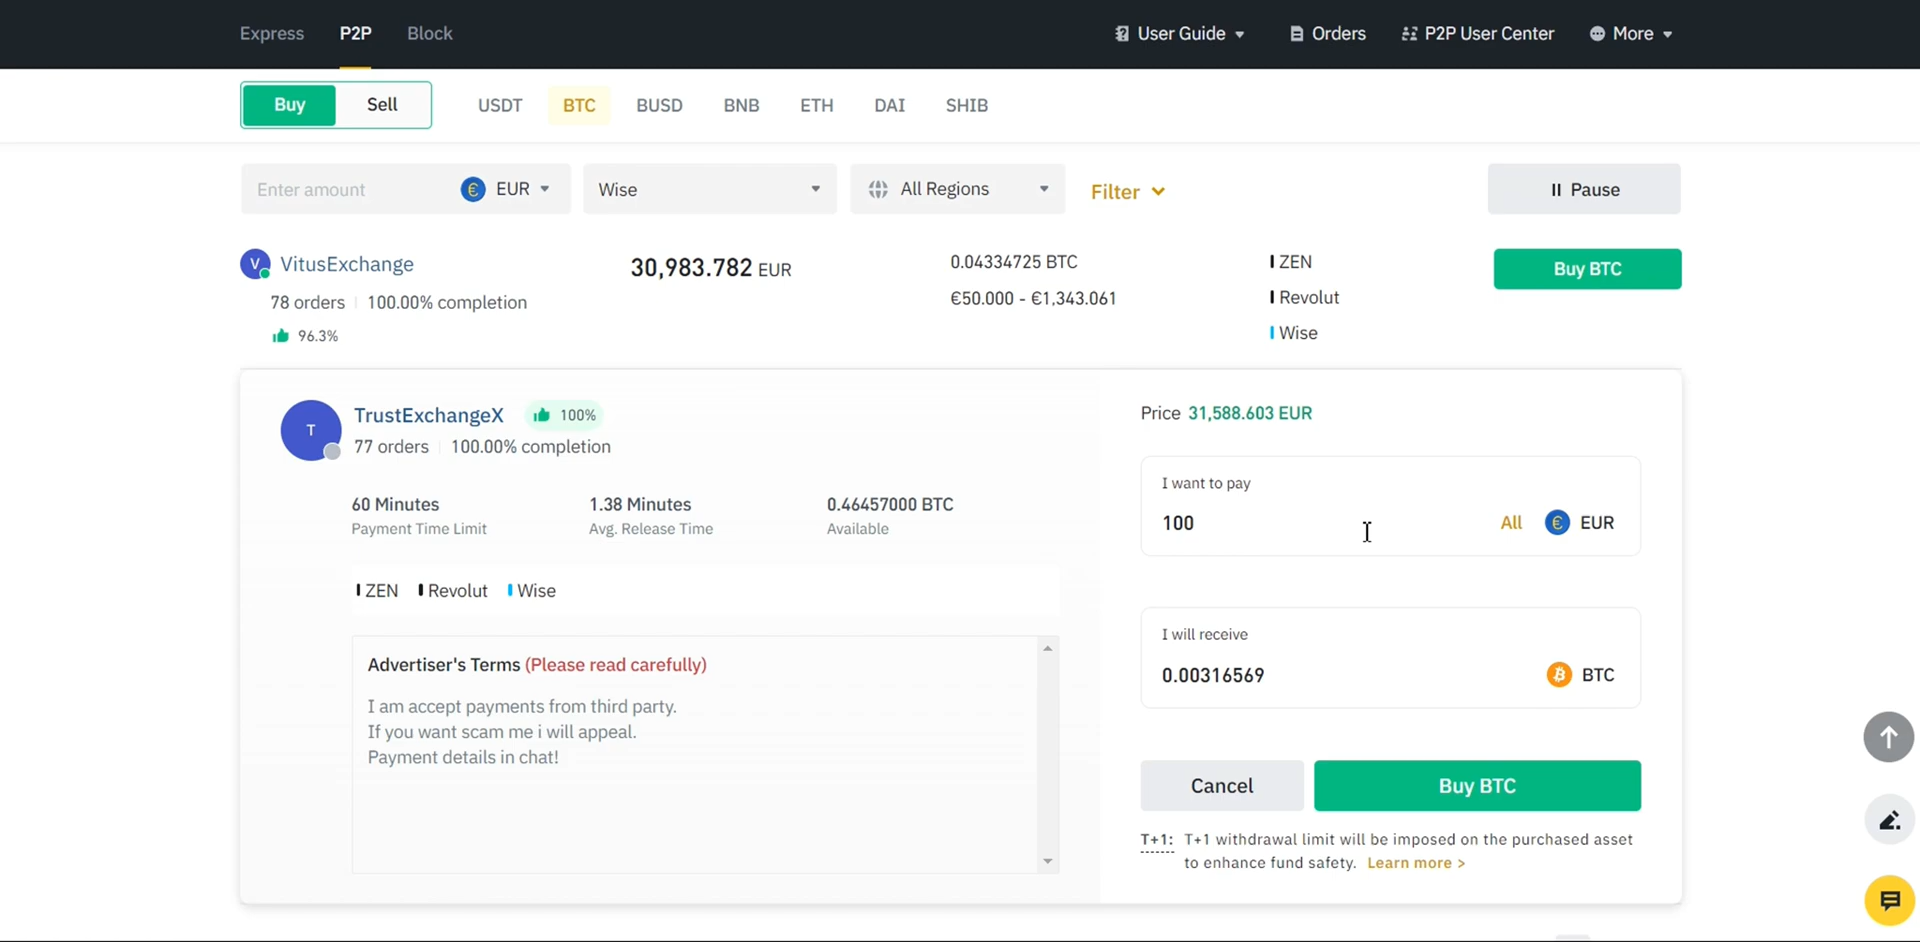 Express P2P Block User Guide Orders P2P User Center More
Buy Sell USDT BTC BUSD BNB ETH DAI SHIB
Enter amount € EUR Wise All Regions Filter Pause
V VitusExchange 30,983.782 EUR 0.04334725 BTC ZEN Buy BTC
78 orders 100.00% completion €50.000 - €1,343.061 Revolut
96.3% Wise
T TrustExchangeX 100%
77 orders 100.00% completion
60 Minutes 1.38 Minutes 0.46457000 BTC
Payment Time Limit Avg. Release Time Available
ZEN Revolut Wise
Advertiser's Terms (Please read carefully)
I am accept payments from third party.
If you want scam me i will appeal.
Payment details in chat!
Price 31,588.603 EUR
I want to pay
100 All € EUR
I will receive
0.00316569 BTC
Cancel Buy BTC
T+1: T+1 withdrawal limit will be imposed on the purchased asset
to enhance fund safety. Learn more >